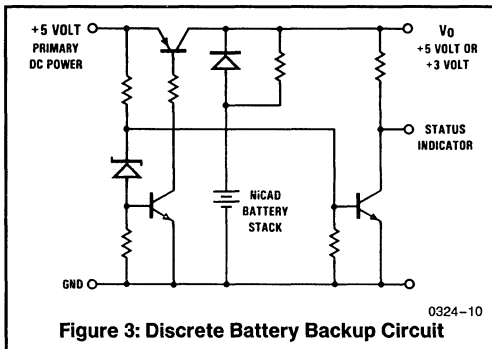 +5 VOLT
PRIMARY
DC POWER
VO
+5 VOLT OR
+3 VOLT
STATUS
INDICATOR
NiCAD
BATTERY
STACK
GND
0324–10
Figure 3: Discrete Battery Backup Circuit